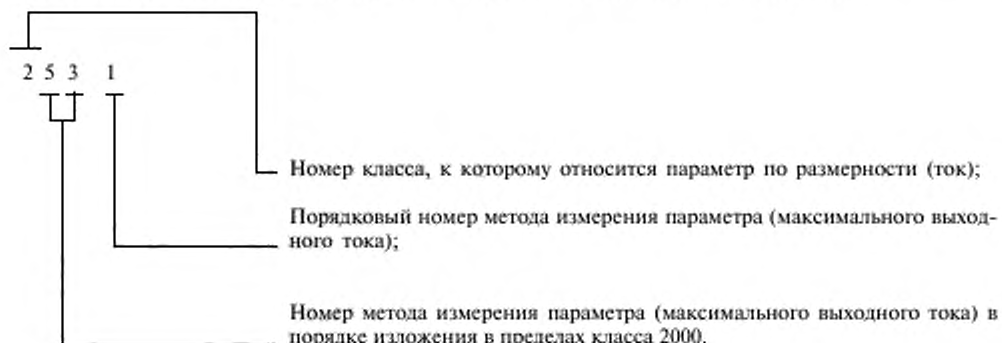 2 5 3 1
Номер класса, к которому относится параметр по размерности (ток);
Порядковый номер метода измерения параметра (максимального выход-
ного тока);
Номер метода измерения параметра (максимального выходного тока) в
порядке изложения в пределах класса 2000.